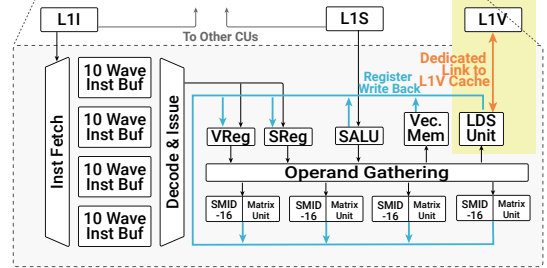 L1I
L1S
L1V
To Other CUs
Dedicated
Link to
L1V Cache
Inst Fetch
10 Wave
Inst Buf
10 Wave
Inst Buf
10 Wave
Inst Buf
10 Wave
Inst Buf
Decode & Issue
Register
Write Back
VReg
SReg
SALU
Vec.
Mem
LDS
Unit
Operand Gathering
SMID
-16
Matrix
Unit
SMID
-16
Matrix
Unit
SMID
-16
Matrix
Unit
SMID
-16
Matrix
Unit